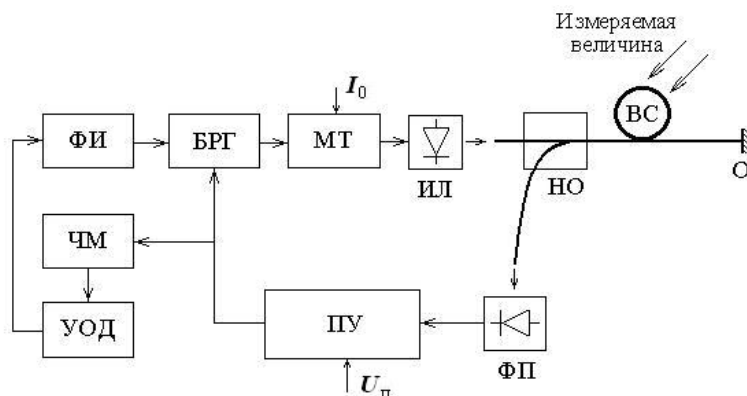 Измеряемая
величина
I₀
ВС
ФИ
БРГ
МТ
ИЛ
НО
О
ЧМ
УОД
ПУ
ФП
Uп